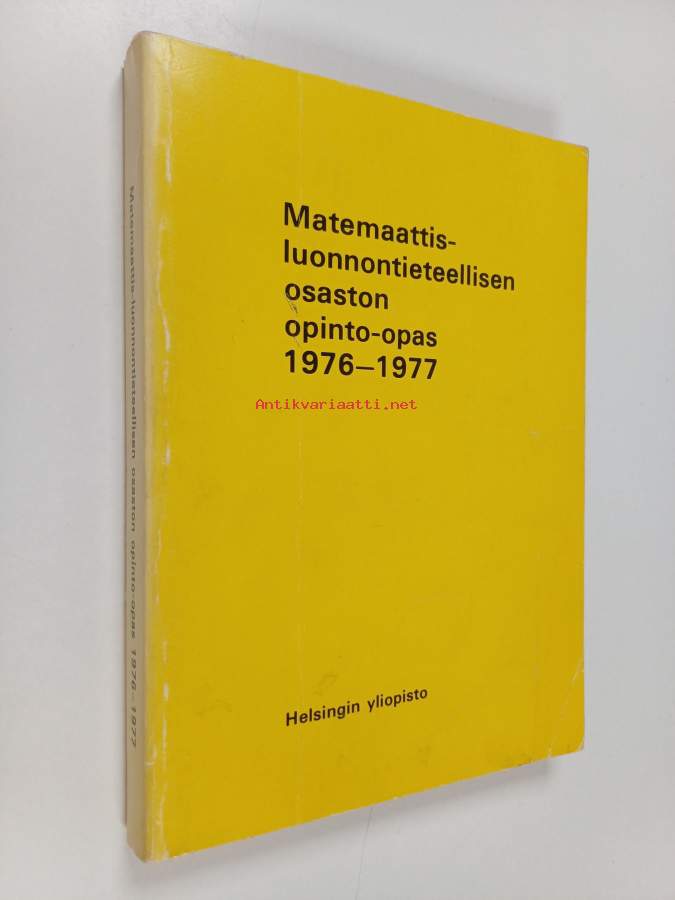 Matemaattis-
luonnontieteellisen
osaston
opinto-opas
1976–1977
Antikvariaatti.net
Helsingin yliopisto
Matemaattis-luonnontieteellisen osaston opinto-opas 1976–1977